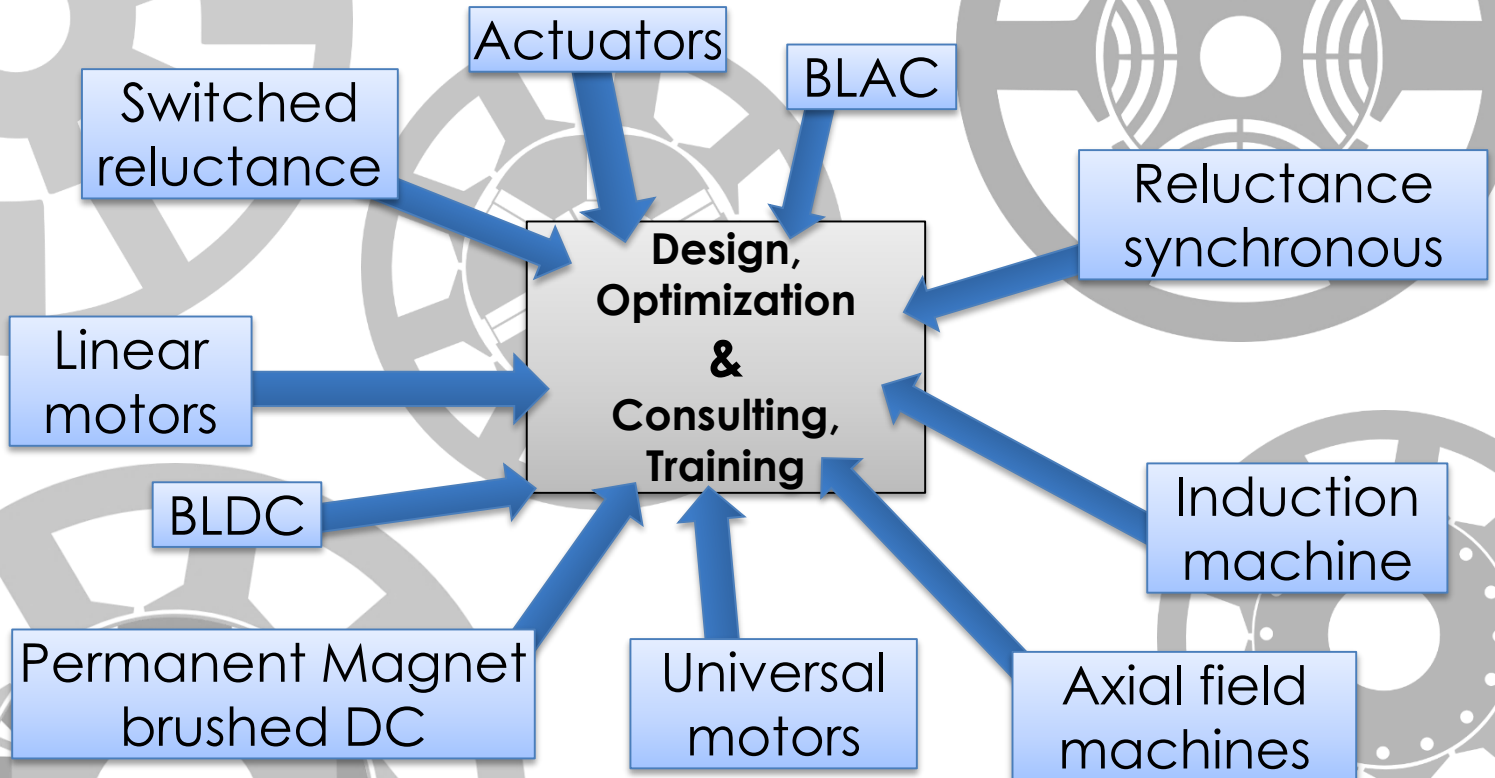 Actuators
BLAC
Switched
reluctance
Reluctance
synchronous
Design,
Optimization
&
Consulting,
Training
Linear
motors
BLDC
Induction
machine
Permanent Magnet
brushed DC
Universal
motors
Axial field
machines